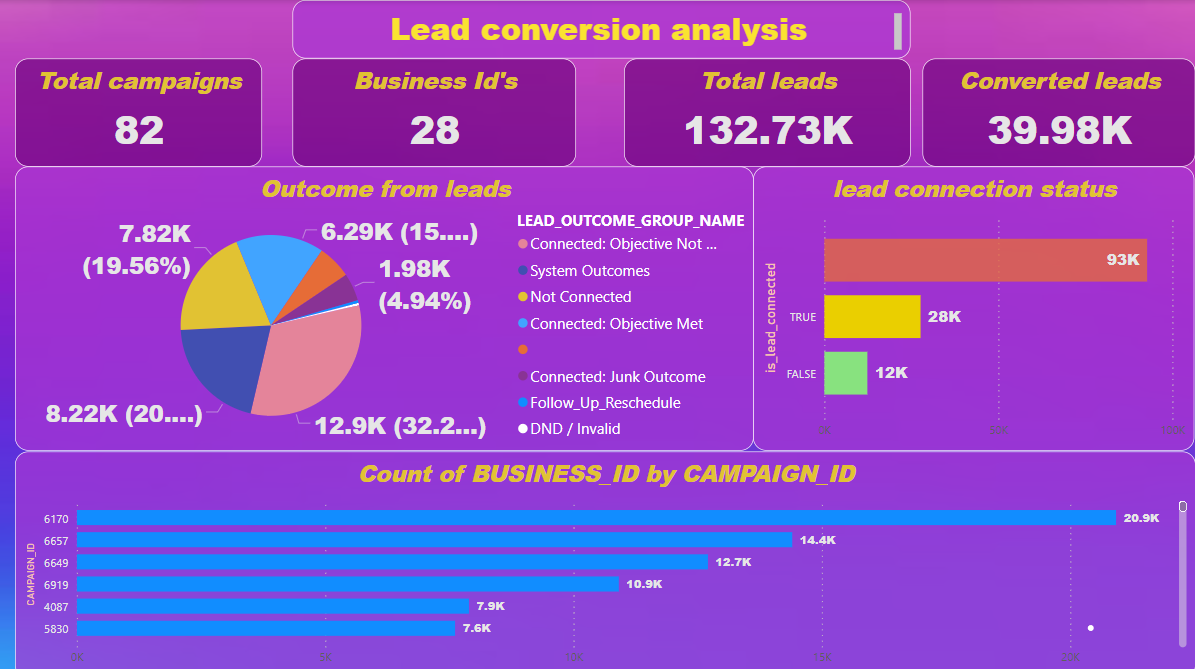 Lead conversion analysis
Total campaigns
82
Business Id's
28
Total leads
132.73K
Converted leads
39.98K
Outcome from leads
7.82K
(19.56%)
6.29K (15....)
1.98K
(4.94%)
8.22K (20....)
12.9K (32.2...)
LEAD_OUTCOME_GROUP_NAME
Connected: Objective Not ...
System Outcomes
Not Connected
Connected: Objective Met
Connected: Junk Outcome
Follow_Up_Reschedule
DND / Invalid
lead connection status
is_lead_connected
93K
TRUE
28K
FALSE
12K
0K
50K
100K
Count of BUSINESS_ID by CAMPAIGN_ID
CAMPAIGN_ID
6170
20.9K
6657
14.4K
6649
12.7K
6919
10.9K
4087
7.9K
5830
7.6K
0K
5K
10K
15K
20K